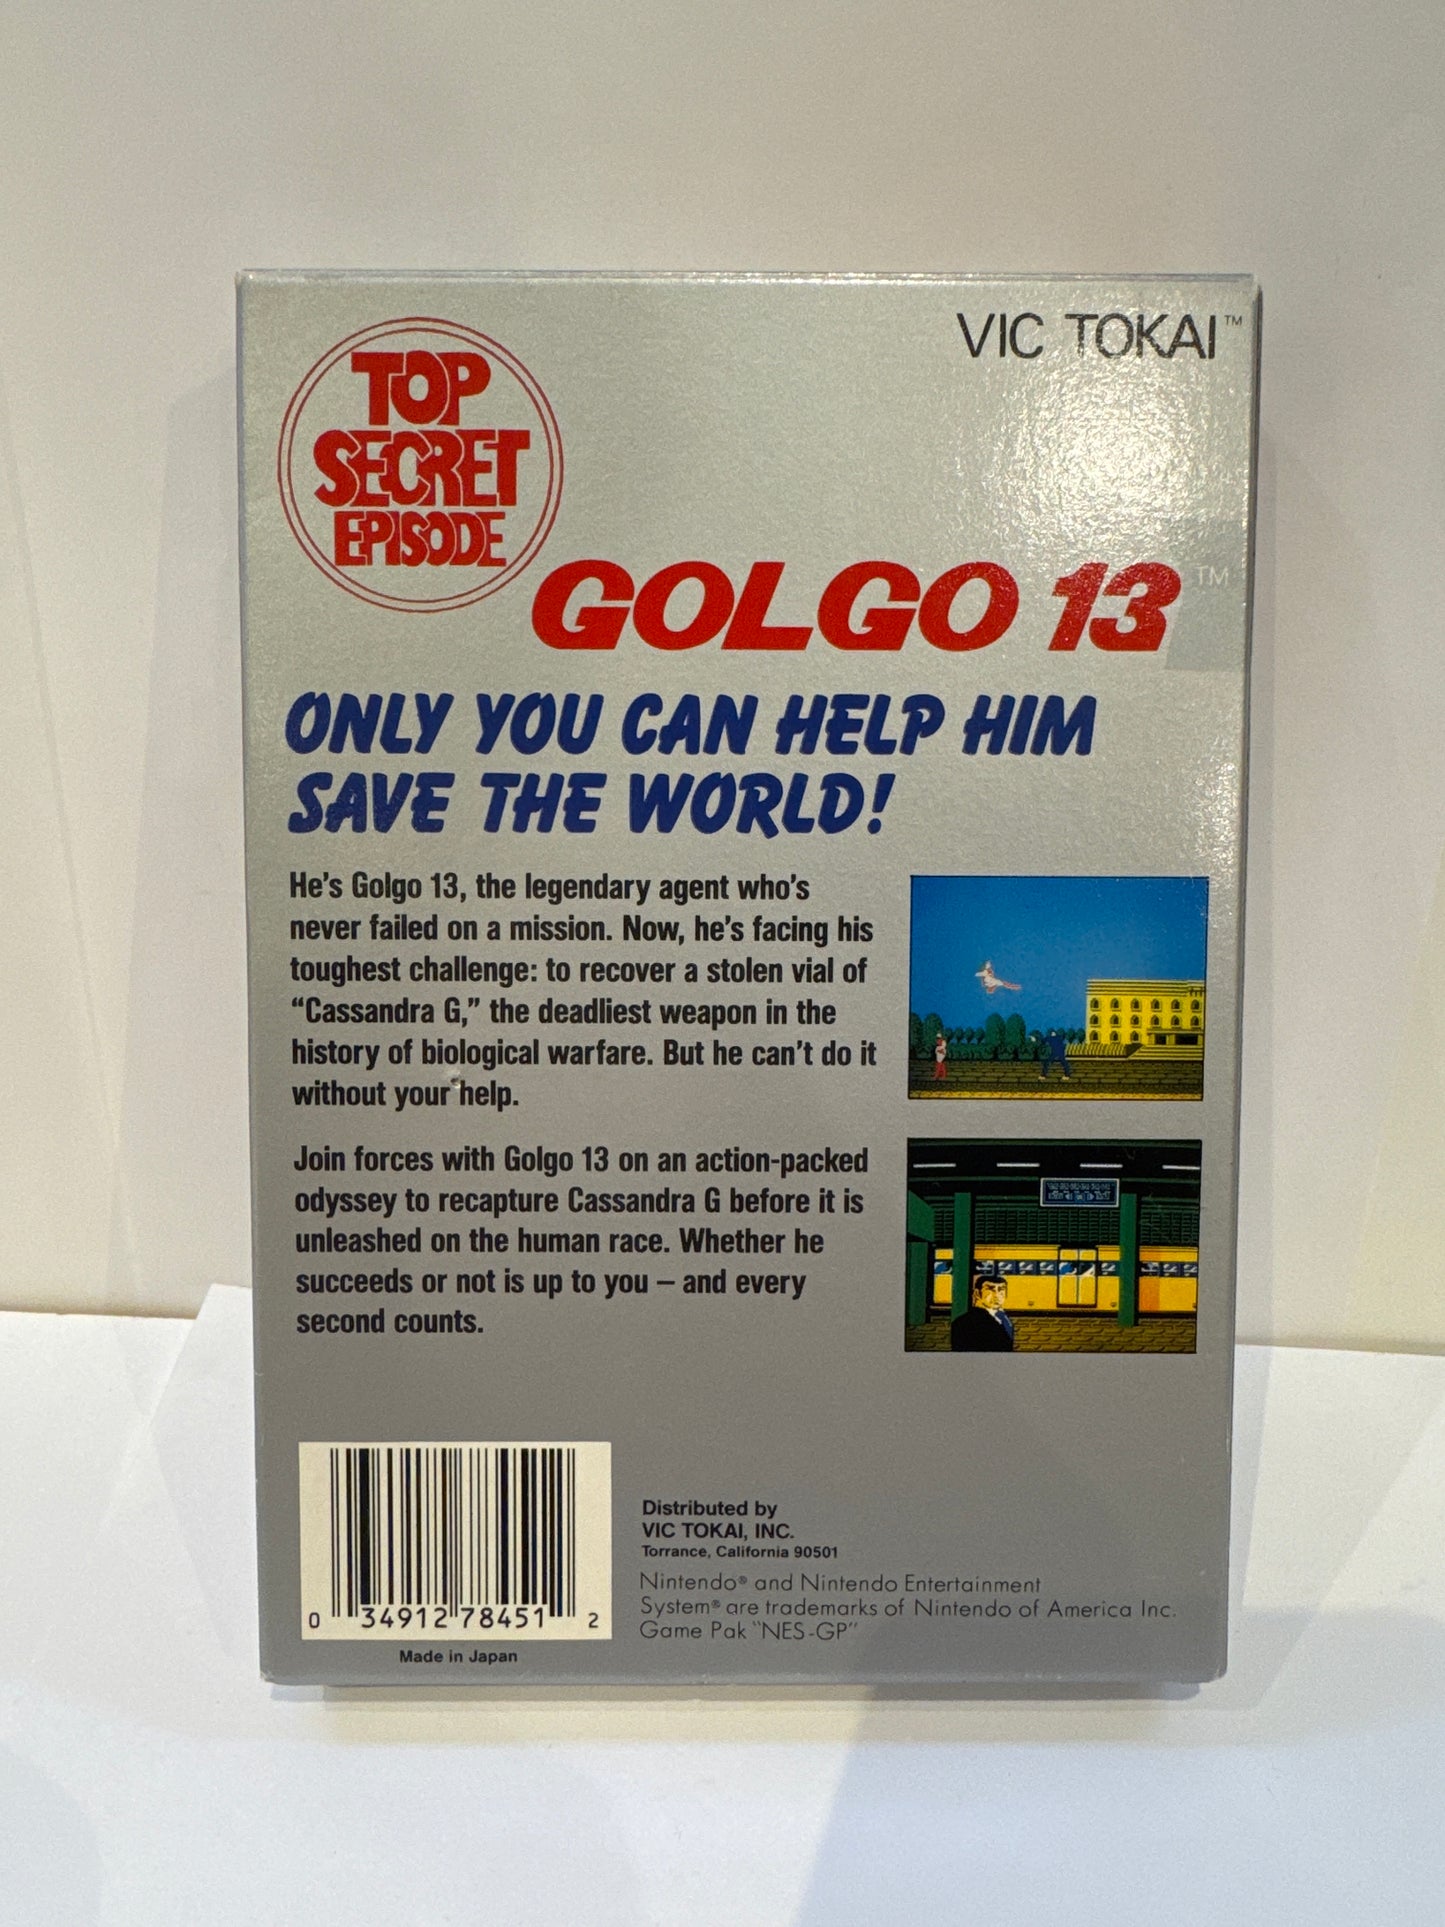 VIC TOKAI™
TOP
SECRET
EPISODE
GOLGO 13™
ONLY YOU CAN HELP HIM
SAVE THE WORLD!
He's Golgo 13, the legendary agent who's
never failed on a mission. Now, he's facing his
toughest challenge: to recover a stolen vial of
“Cassandra G,” the deadliest weapon in the
history of biological warfare. But he can't do it
without your help.
Join forces with Golgo 13 on an action-packed
odyssey to recapture Cassandra G before it is
unleashed on the human race. Whether he
succeeds or not is up to you – and every
second counts.
0 34912 78451 2
Made in Japan
Distributed by
VIC TOKAI, INC.
Torrance, California 90501
Nintendo® and Nintendo Entertainment
System® are trademarks of Nintendo of America Inc.
Game Pak “NES-GP”